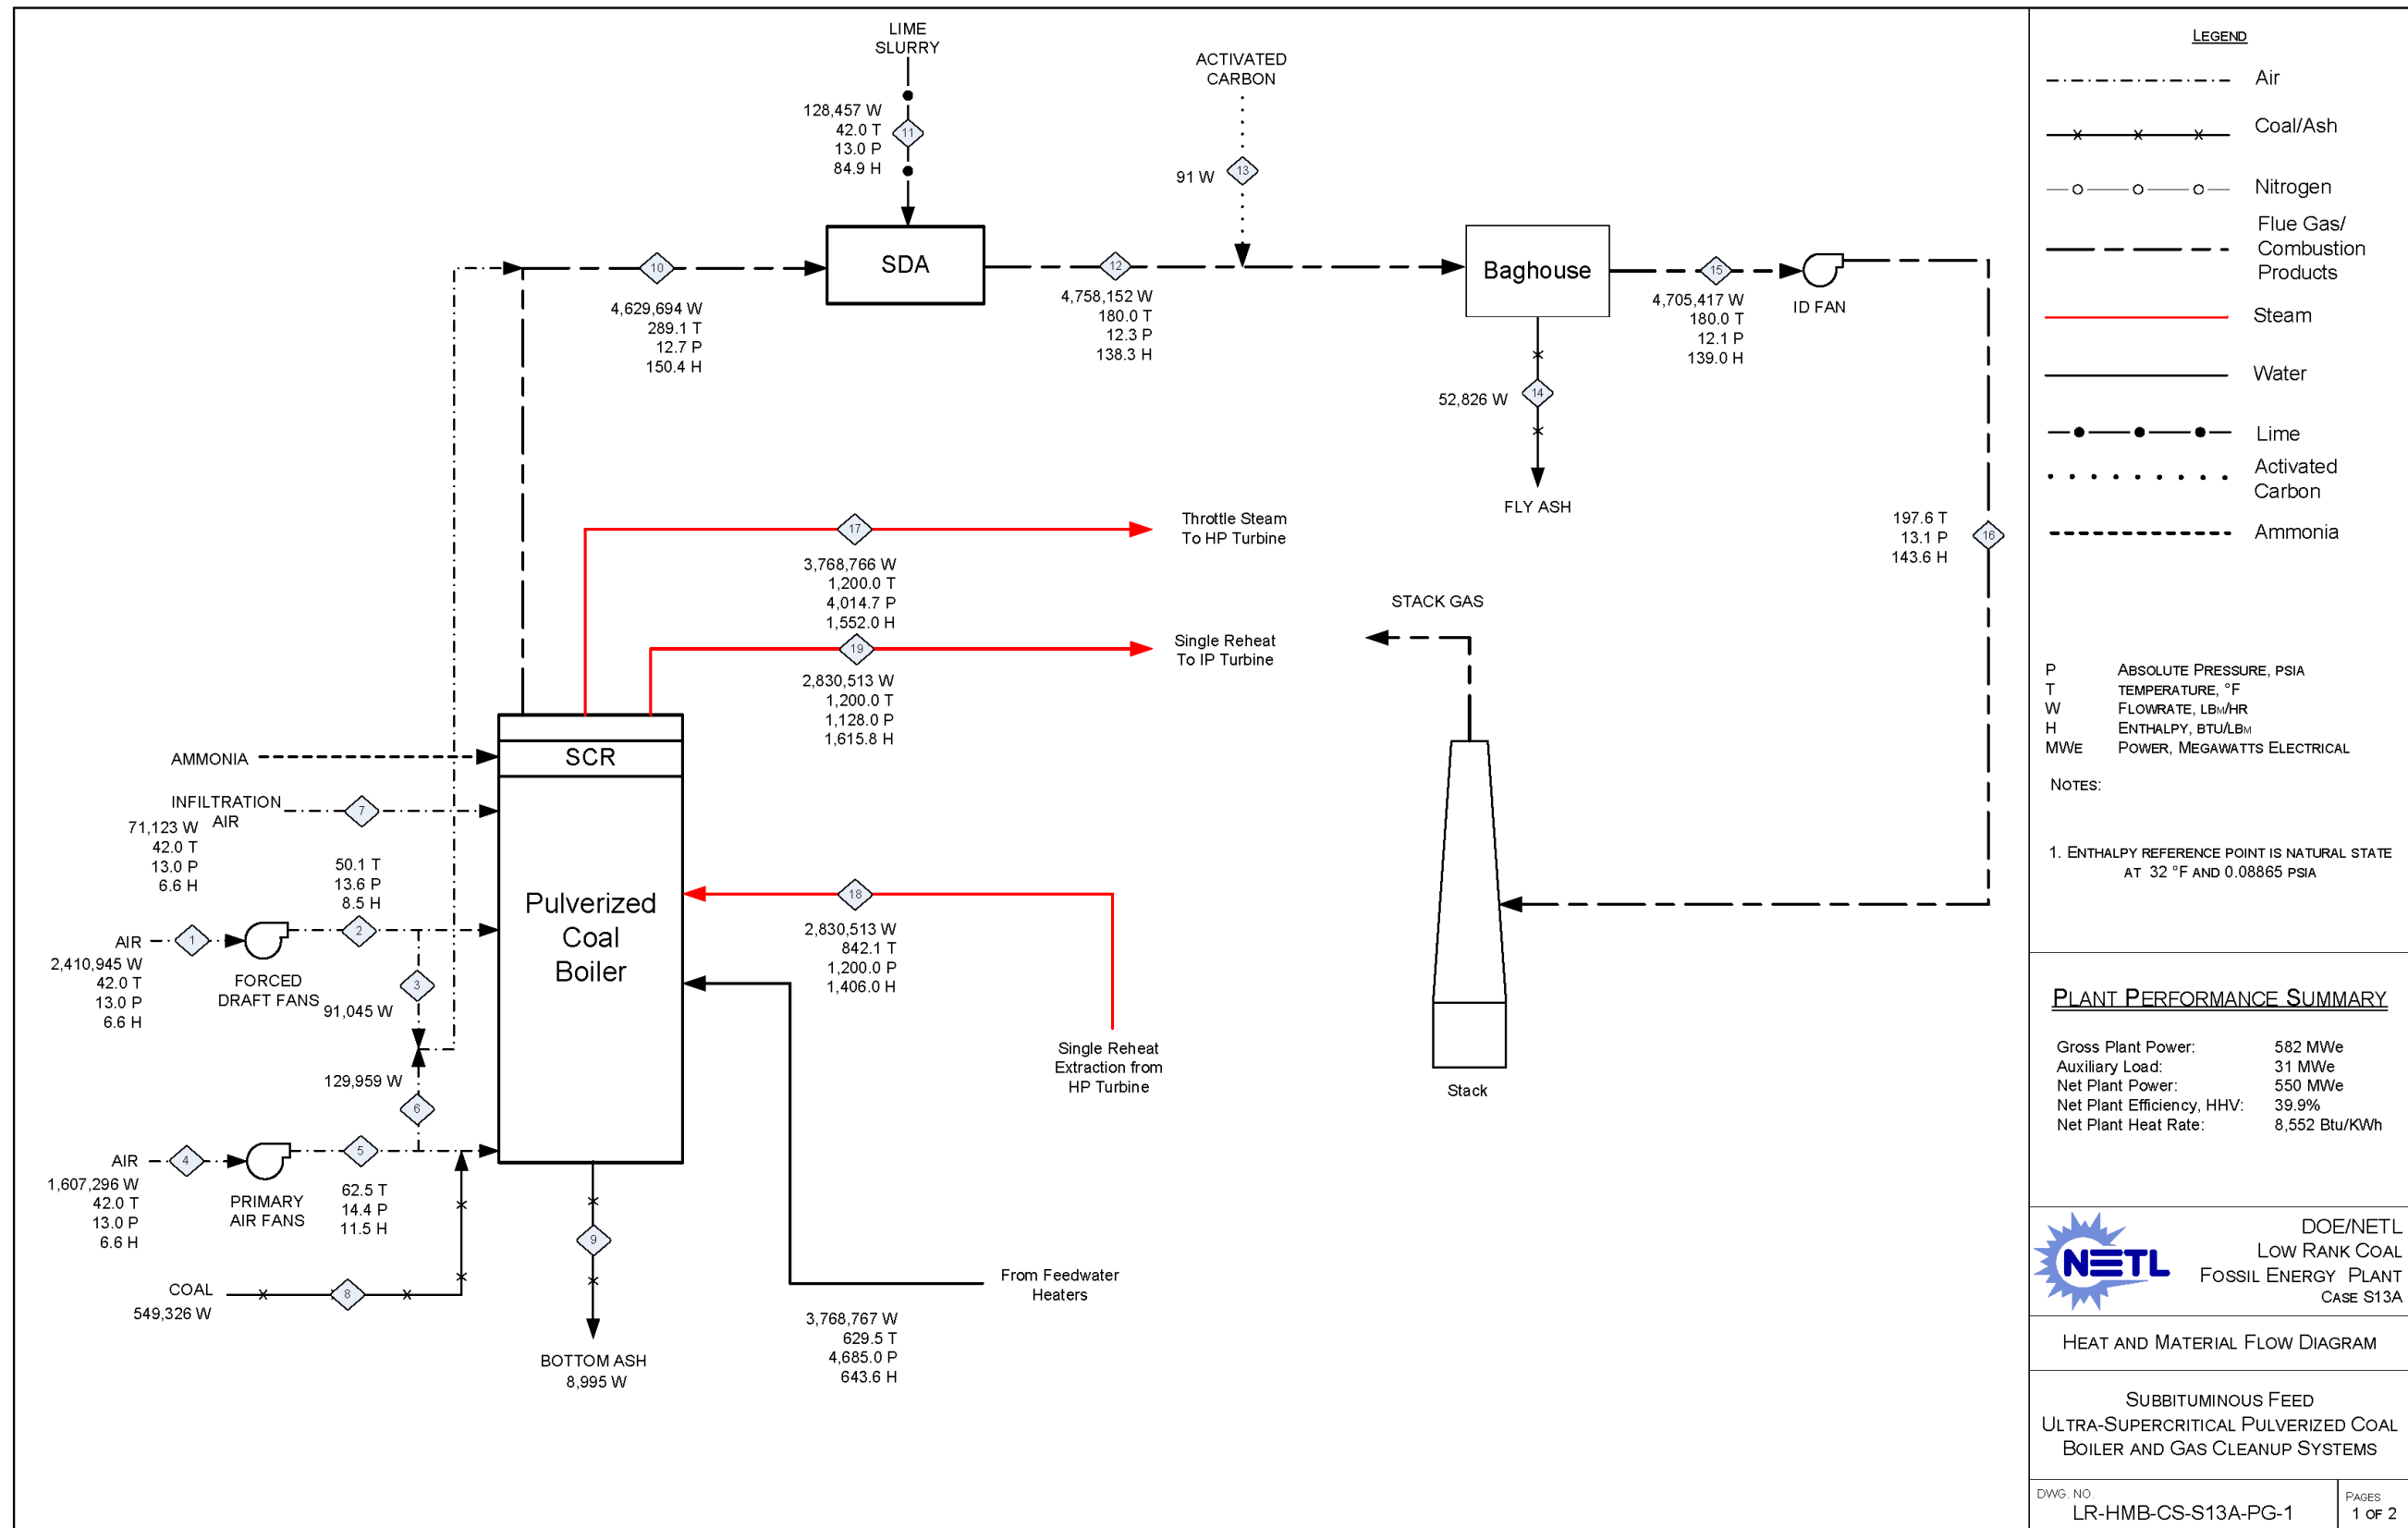 LIME
SLURRY
128,457 W
42.0 T
13.0 P
84.9 H
11
ACTIVATED
CARBON
91 W
13
10
4,629,694 W
289.1 T
12.7 P
150.4 H
SDA
12
4,758,152 W
180.0 T
12.3 P
138.3 H
Baghouse
15
4,705,417 W
180.0 T
12.1 P
139.0 H
ID FAN
52,826 W
14
FLY ASH
197.6 T
13.1 P
143.6 H
16
17
3,768,766 W
1,200.0 T
4,014.7 P
1,552.0 H
Throttle Steam
To HP Turbine
19
2,830,513 W
1,200.0 T
1,128.0 P
1,615.8 H
Single Reheat
To IP Turbine
STACK GAS
Stack
AMMONIA
SCR
INFILTRATION
AIR
7
71,123 W
42.0 T
13.0 P
6.6 H
50.1 T
13.6 P
8.5 H
Pulverized
Coal
Boiler
AIR
1
2
2,410,945 W
42.0 T
13.0 P
6.6 H
FORCED
DRAFT FANS
3
91,045 W
129,959 W
6
18
2,830,513 W
842.1 T
1,200.0 P
1,406.0 H
Single Reheat
Extraction from
HP Turbine
AIR
4
5
1,607,296 W
42.0 T
13.0 P
6.6 H
PRIMARY
AIR FANS
62.5 T
14.4 P
11.5 H
COAL
549,326 W
8
9
BOTTOM ASH
8,995 W
From Feedwater
Heaters
3,768,767 W
629.5 T
4,685.0 P
643.6 H
LEGEND
Air
Coal/Ash
Nitrogen
Flue Gas/
Combustion
Products
Steam
Water
Lime
Activated
Carbon
Ammonia
P ABSOLUTE PRESSURE, PSIA
T TEMPERATURE, °F
W FLOWRATE, LBM/HR
H ENTHALPY, BTU/LBM
MWE POWER, MEGAWATTS ELECTRICAL
NOTES:
1. ENTHALPY REFERENCE POINT IS NATURAL STATE
AT 32 °F AND 0.08865 PSIA
PLANT PERFORMANCE SUMMARY
Gross Plant Power: 582 MWe
Auxiliary Load: 31 MWe
Net Plant Power: 550 MWe
Net Plant Efficiency, HHV: 39.9%
Net Plant Heat Rate: 8,552 Btu/KWh
NETL
DOE/NETL
LOW RANK COAL
FOSSIL ENERGY PLANT
CASE S13A
HEAT AND MATERIAL FLOW DIAGRAM
SUBBITUMINOUS FEED
ULTRA-SUPERCRITICAL PULVERIZED COAL
BOILER AND GAS CLEANUP SYSTEMS
DWG. NO.
LR-HMB-CS-S13A-PG-1
PAGES
1 OF 2